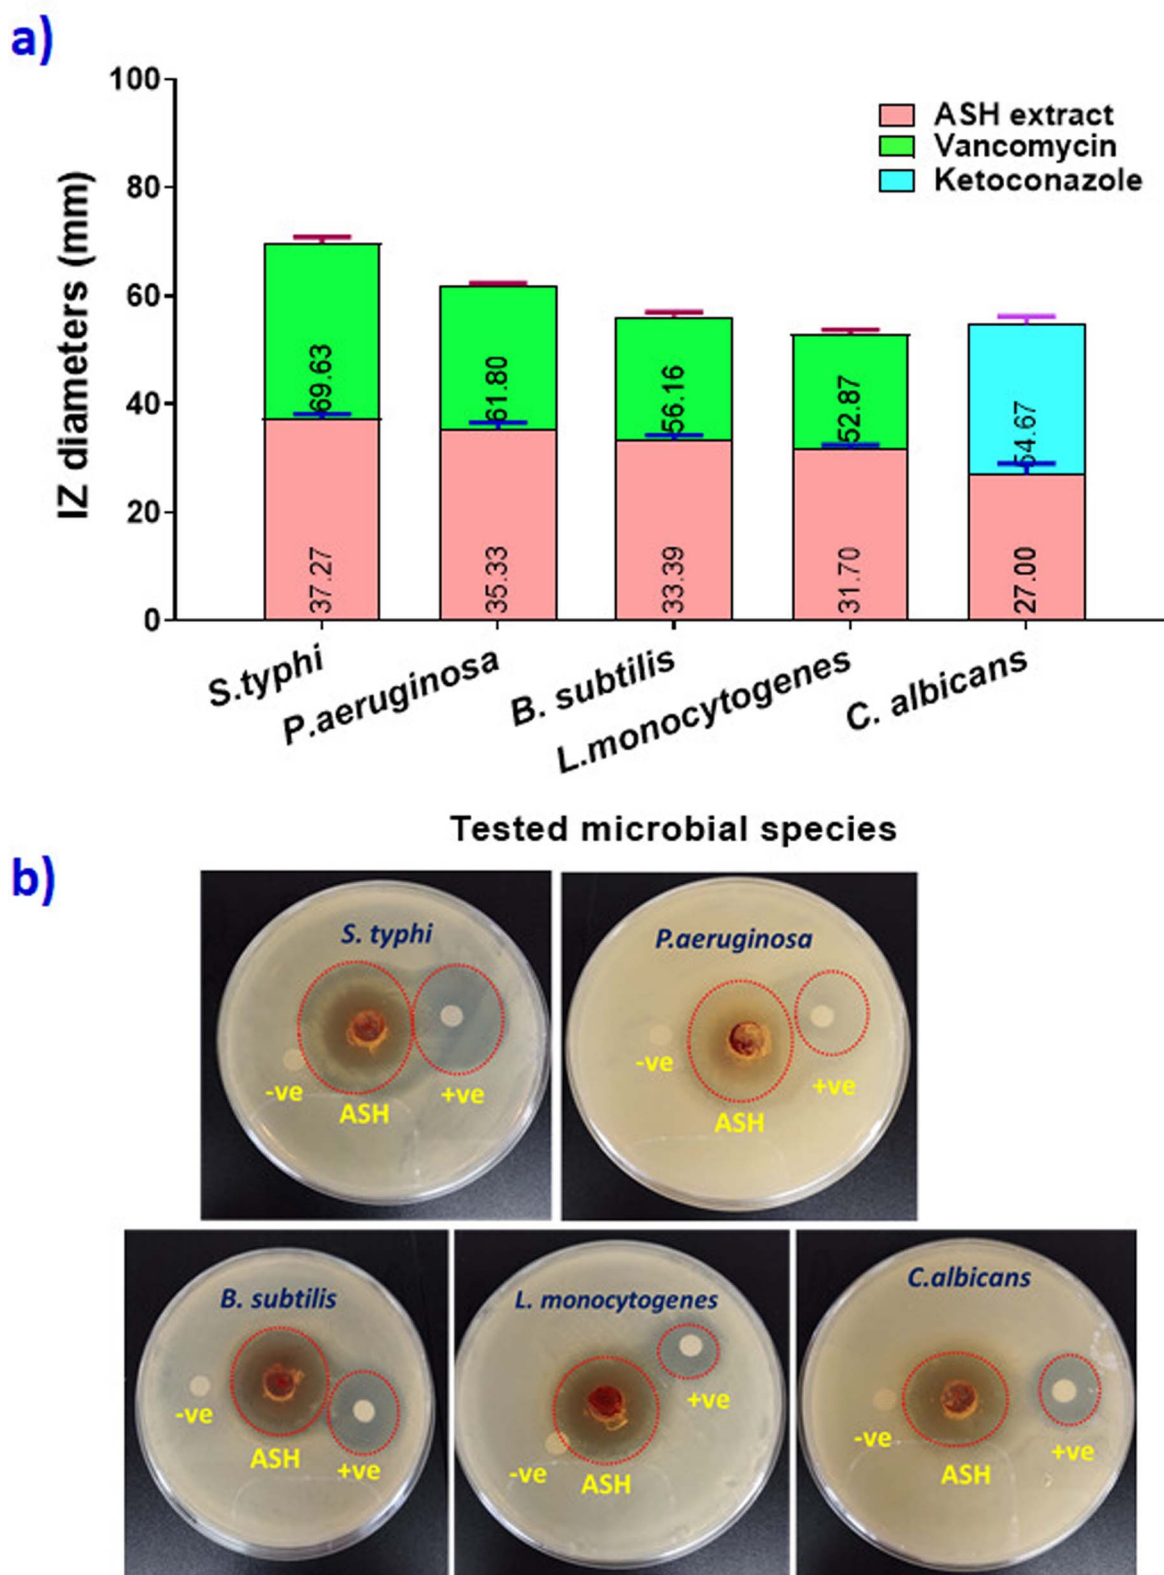 a)
100
80
60
40
20
0
IZ diameters (mm)
ASH extract
Vancomycin
Ketoconazole
69.63
61.80
56.16
52.87
54.67
37.27
35.33
33.39
31.70
27.00
S.typhi
P.aeruginosa
B. subtilis
L.monocytogenes
C. albicans
Tested microbial species
b)
S. typhi
-ve
ASH
+ve
P.aeruginosa
-ve
ASH
+ve
B. subtilis
-ve
ASH
+ve
L. monocytogenes
-ve
ASH
+ve
C.albicans
-ve
ASH
+ve